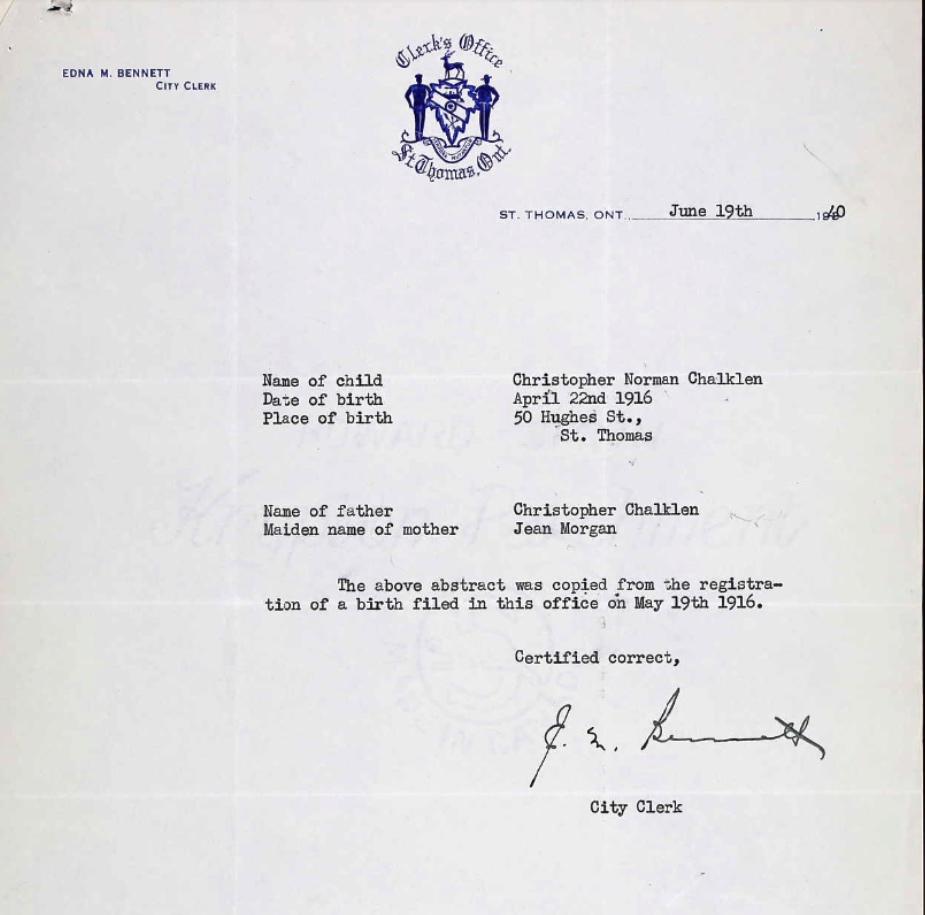 Clerk's Office
EDNA M. BENNETT
CITY CLERK
St. Thomas, Ont.
ST. THOMAS, ONT., June 19th 1940
Name of child Christopher Norman Chalklen
Date of birth April 22nd 1916
Place of birth 50 Hughes St.,
St. Thomas
Name of father Christopher Chalklen
Maiden name of mother Jean Morgan
The above abstract was copied from the registra-
tion of a birth filed in this office on May 19th 1916.
Certified correct,
Bennett
City Clerk